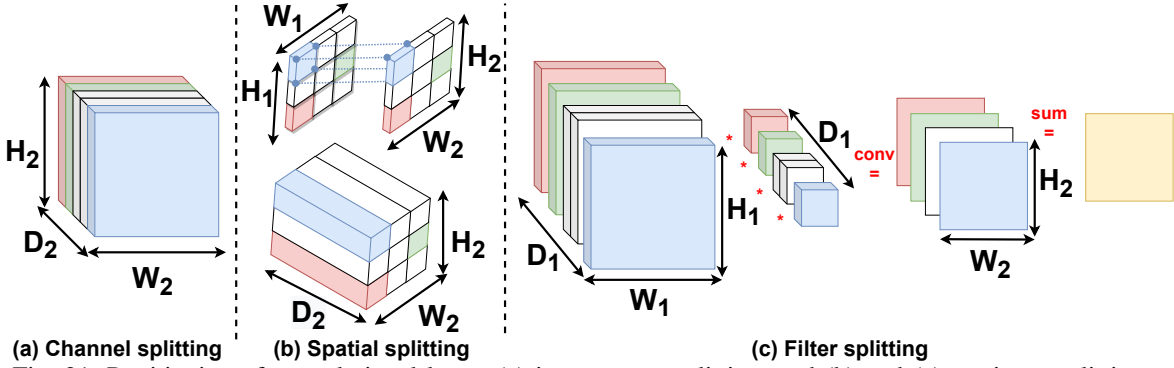 W1
H1
H2
W2
H2
D2
W2
H2
D2
W2
H1
D1
W1
*
*
*
*
D1
conv
=
H2
W2
sum
=
(a) Channel splitting
(b) Spatial splitting
(c) Filter splitting